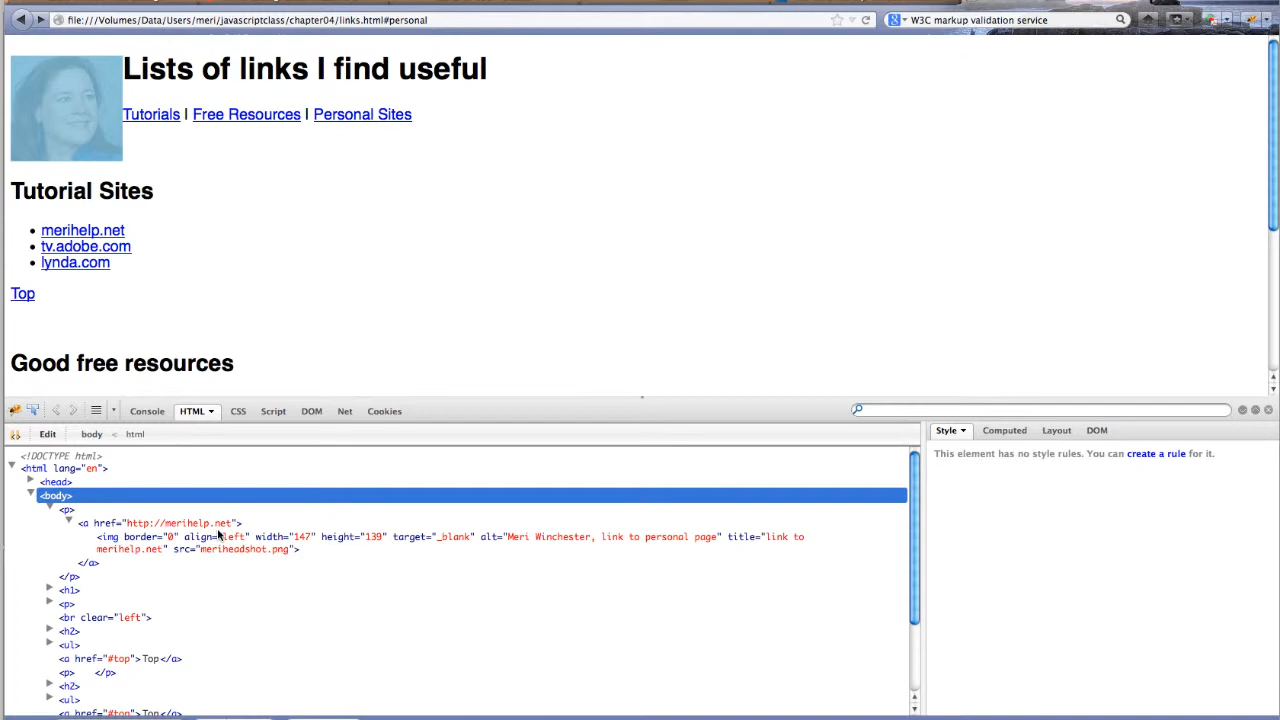 file:///Volumes/Data/Users/meri/javascriptclass/chapter04/links.html#personal
W3C markup validation service
Lists of links I find useful
Tutorials | Free Resources | Personal Sites
Tutorial Sites
• merihelp.net
• tv.adobe.com
• lynda.com
Top
Good free resources
Console HTML CSS Script DOM Net Cookies
Edit body < html
Style Computed Layout DOM
This element has no style rules. You can create a rule for it.
<!DOCTYPE html>
<html lang="en">
<head>
<body>
<p>
<a href="http://merihelp.net">
<img border="0" align="left" width="147" height="139" target="_blank" alt="Meri Winchester, link to personal page" title="link to
merihelp.net" src="meriheadshot.png">
</a>
</p>
<h1>
<p>
<br clear="left">
<h2>
<ul>
<a href="#top">Top</a>
<p> </p>
<h2>
<ul>
<a href="#top">Top</a>